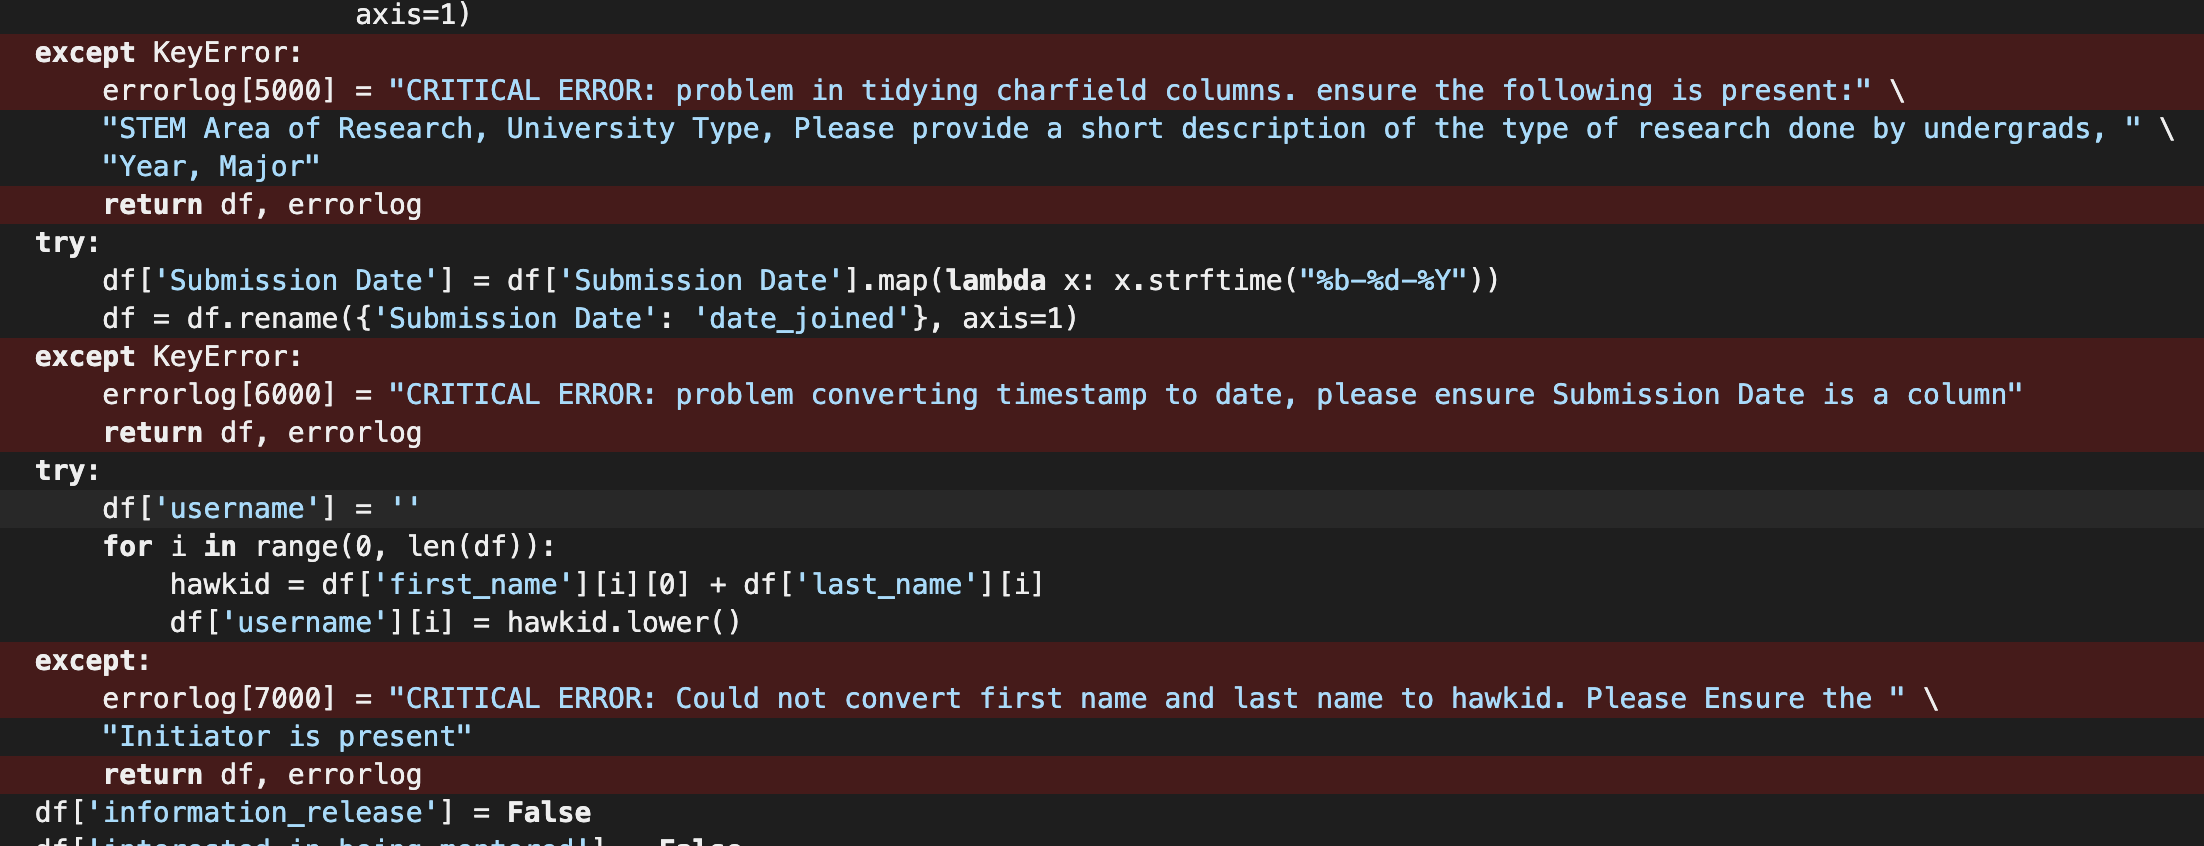 axis=1)
except KeyError:
errorlog[5000] = "CRITICAL ERROR: problem in tidying charfield columns. ensure the following is present:" \
"STEM Area of Research, University Type, Please provide a short description of the type of research done by undergrads, " \
"Year, Major"
return df, errorlog
try:
df['Submission Date'] = df['Submission Date'].map(lambda x: x.strftime("%b-%d-%Y"))
df = df.rename({'Submission Date': 'date_joined'}, axis=1)
except KeyError:
errorlog[6000] = "CRITICAL ERROR: problem converting timestamp to date, please ensure Submission Date is a column"
return df, errorlog
try:
df['username'] = ''
for i in range(0, len(df)):
hawkid = df['first_name'][i][0] + df['last_name'][i]
df['username'][i] = hawkid.lower()
except:
errorlog[7000] = "CRITICAL ERROR: Could not convert first name and last name to hawkid. Please Ensure the " \
"Initiator is present"
return df, errorlog
df['information_release'] = False